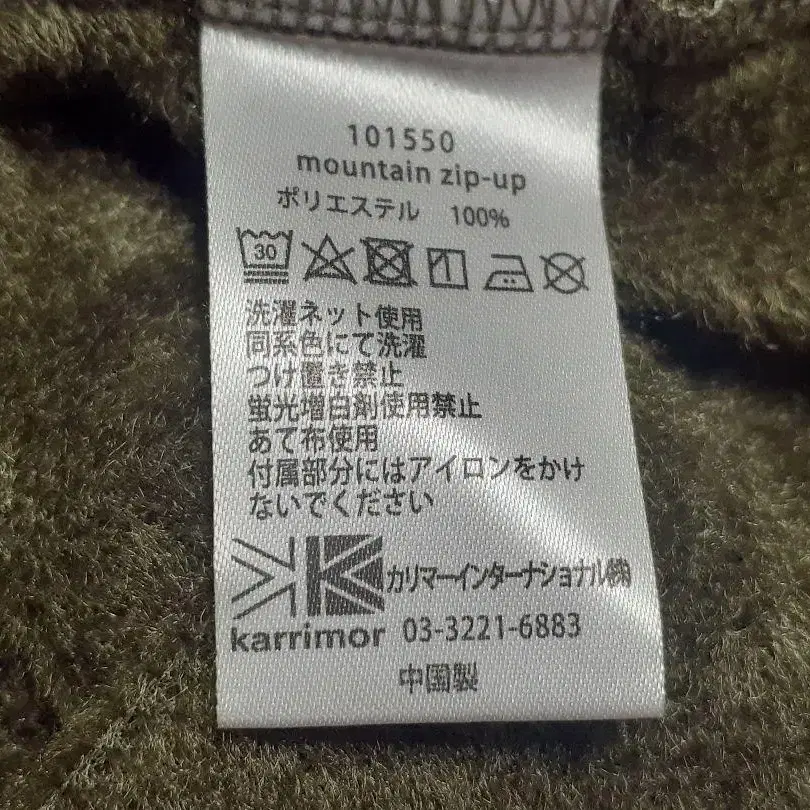 101550
mountain zip-up
ポリエステル 100%
30
洗濯ネット使用
同系色にて洗濯
つけ置き禁止
蛍光増白剤使用禁止
あて布使用
付属部分にはアイロンをかけ
ないでください
カリマーインターナショナル㈱
karrimor 03-3221-6883
中国製